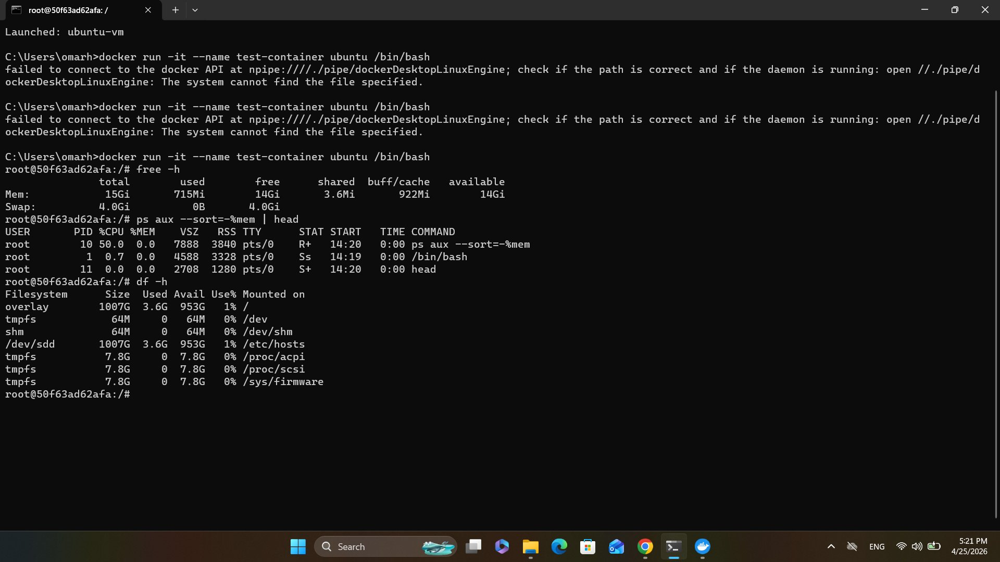 root@50f63ad62afa: /
Launched: ubuntu-vm
C:\Users\omarh>docker run -it --name test-container ubuntu /bin/bash
failed to connect to the docker API at npipe:////./pipe/dockerDesktopLinuxEngine; check if the path is correct and if the daemon is running: open //./pipe/d
ockerDesktopLinuxEngine: The system cannot find the file specified.
C:\Users\omarh>docker run -it --name test-container ubuntu /bin/bash
failed to connect to the docker API at npipe:////./pipe/dockerDesktopLinuxEngine; check if the path is correct and if the daemon is running: open //./pipe/d
ockerDesktopLinuxEngine: The system cannot find the file specified.
C:\Users\omarh>docker run -it --name test-container ubuntu /bin/bash
root@50f63ad62afa:/# free -h
               total        used        free      shared  buff/cache   available
Mem:            15Gi       715Mi        14Gi       3.6Mi       922Mi        14Gi
Swap:          4.0Gi          0B       4.0Gi
root@50f63ad62afa:/# ps aux --sort=-%mem | head
USER       PID %CPU %MEM    VSZ   RSS TTY      STAT START   TIME COMMAND
root        10 50.0  0.0   7888  3840 pts/0    R+   14:20   0:00 ps aux --sort=-%mem
root         1  0.7  0.0   4588  3328 pts/0    Ss   14:19   0:00 /bin/bash
root        11  0.0  0.0   2708  1280 pts/0    S+   14:20   0:00 head
root@50f63ad62afa:/# df -h
Filesystem      Size  Used Avail Use% Mounted on
overlay        1007G  3.6G  953G   1% /
tmpfs            64M     0   64M   0% /dev
shm              64M     0   64M   0% /dev/shm
/dev/sdd       1007G  3.6G  953G   1% /etc/hosts
tmpfs           7.8G     0  7.8G   0% /proc/acpi
tmpfs           7.8G     0  7.8G   0% /proc/scsi
tmpfs           7.8G     0  7.8G   0% /sys/firmware
root@50f63ad62afa:/#
Search
ENG
5:21 PM
4/25/2026